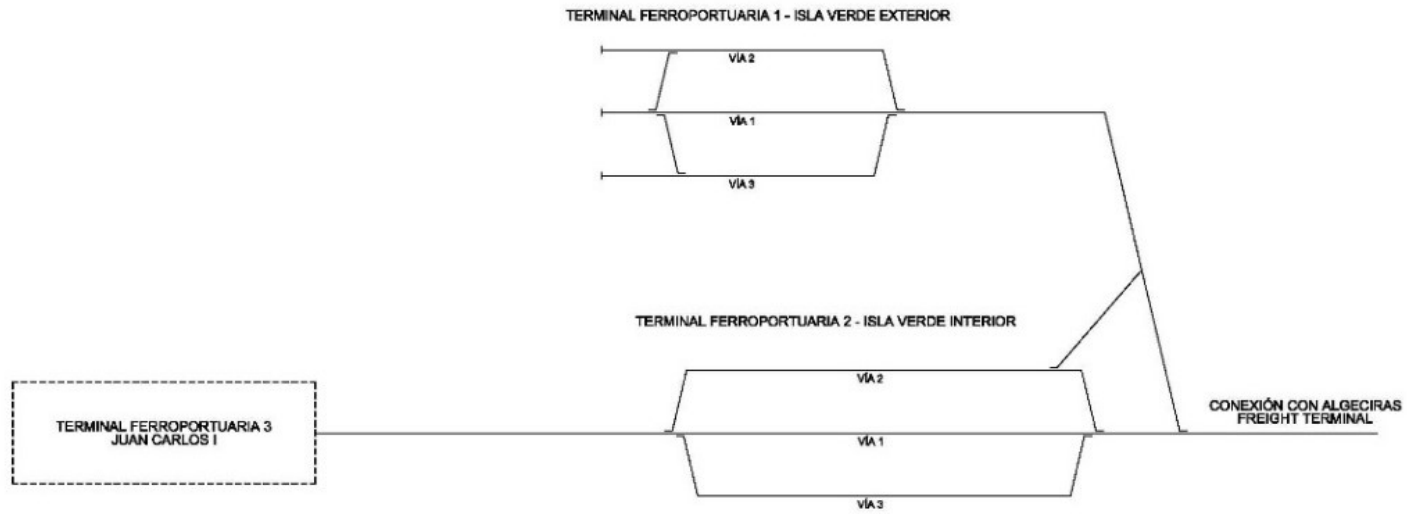 TERMINAL FERROPORTUARIA 1 - ISLA VERDE EXTERIOR
VÍA 2
VÍA 1
VÍA 3
TERMINAL FERROPORTUARIA 2 - ISLA VERDE INTERIOR
VÍA 2
TERMINAL FERROPORTUARIA 3
JUAN CARLOS I
VÍA 1
CONEXIÓN CON ALGECIRAS
FREIGHT TERMINAL
VÍA 3